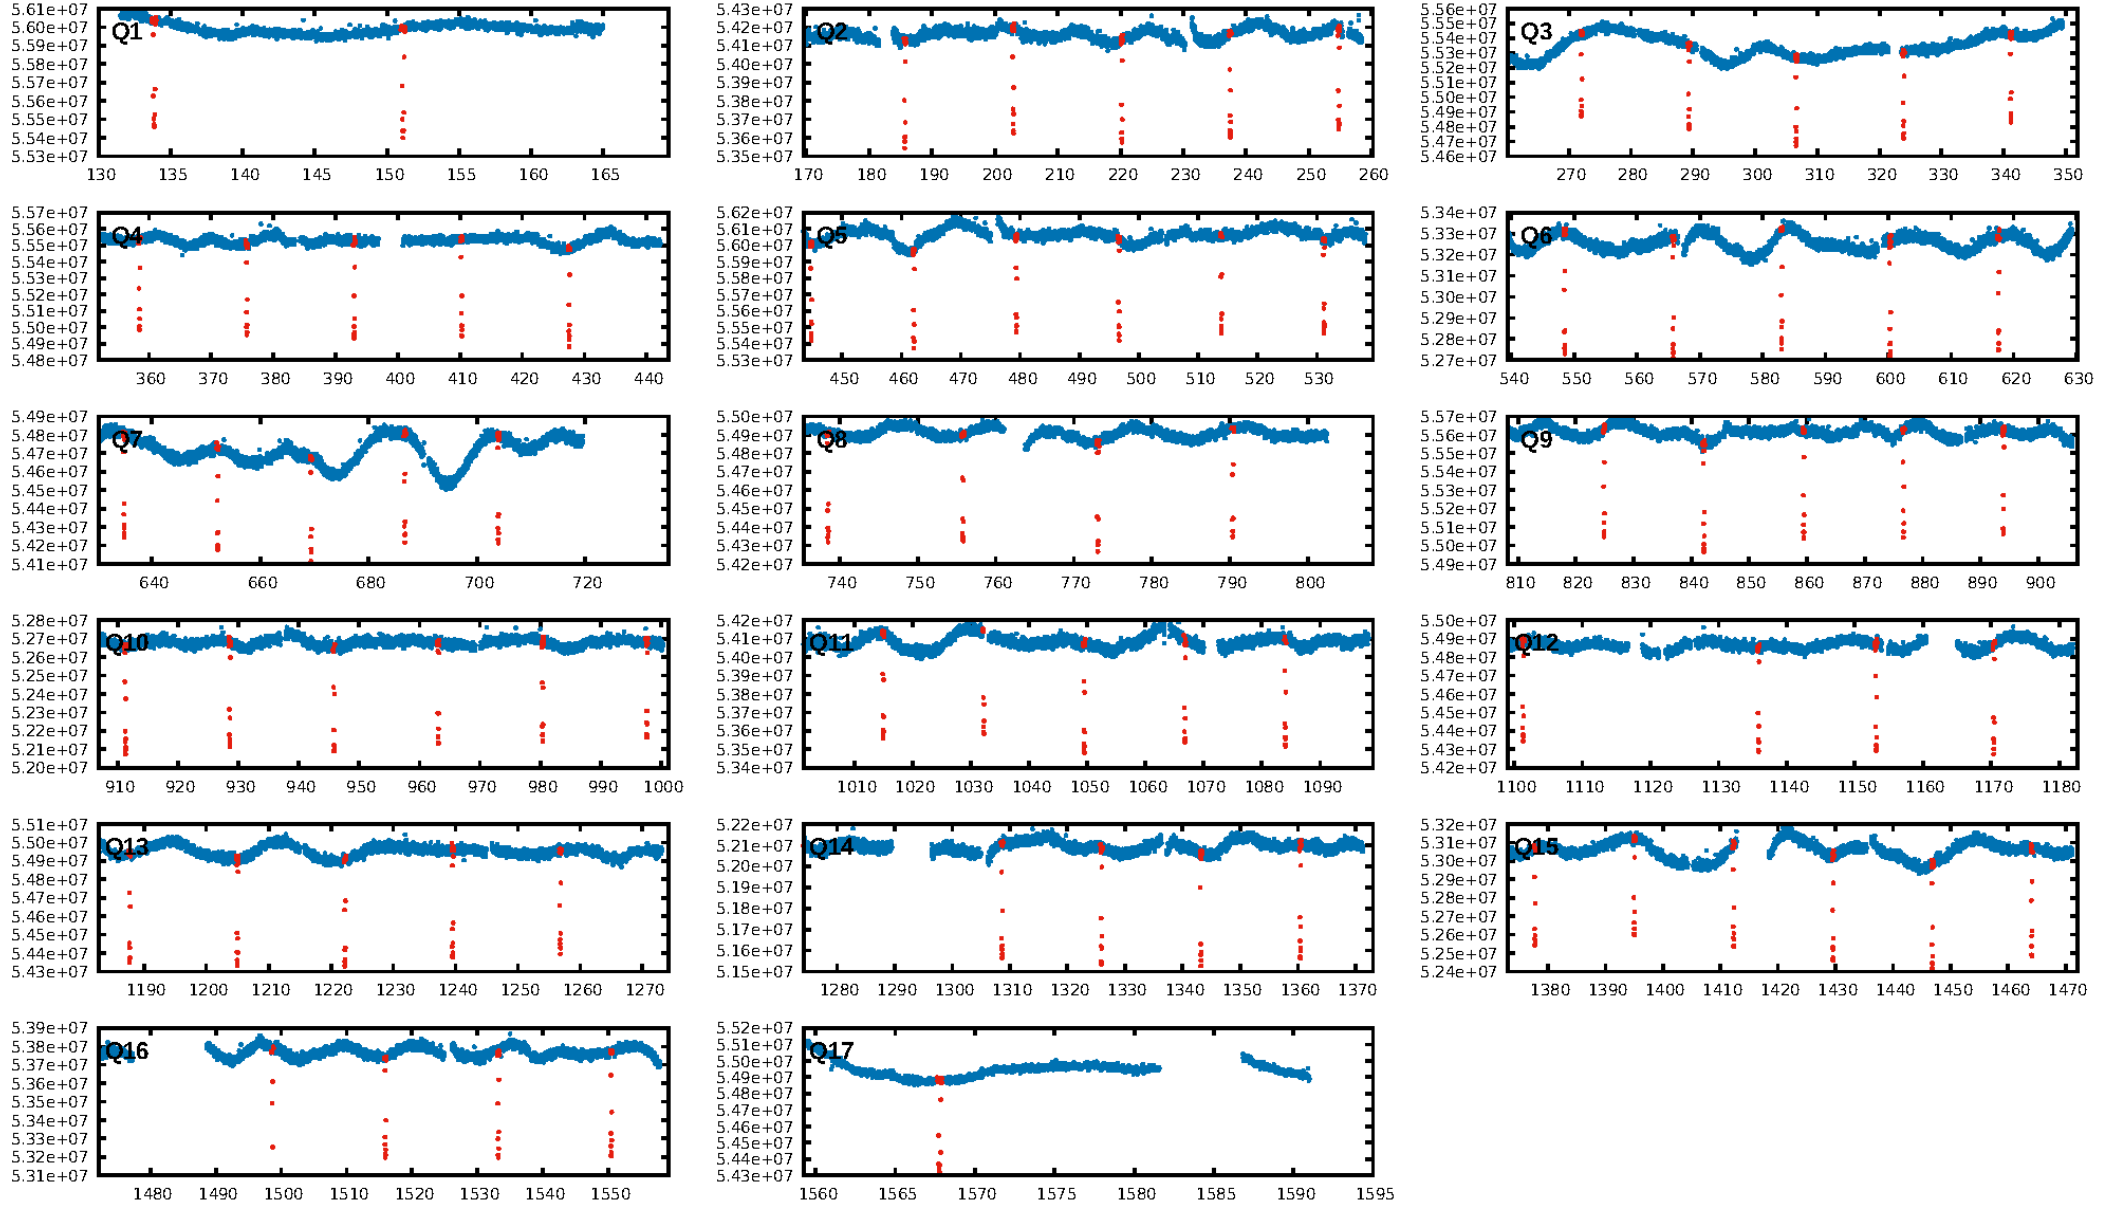 5.61e+07
5.60e+07
5.59e+07
5.58e+07
5.57e+07
5.56e+07
5.55e+07
5.54e+07
5.53e+07
Q1
130 135 140 145 150 155 160 165
5.43e+07
5.42e+07
5.41e+07
5.40e+07
5.39e+07
5.38e+07
5.37e+07
5.36e+07
5.35e+07
Q2
170 180 190 200 210 220 230 240 250 260
5.56e+07
5.55e+07
5.54e+07
5.53e+07
5.52e+07
5.51e+07
5.50e+07
5.49e+07
5.48e+07
5.47e+07
5.46e+07
Q3
270 280 290 300 310 320 330 340 350
5.57e+07
5.56e+07
5.55e+07
5.54e+07
5.53e+07
5.52e+07
5.51e+07
5.50e+07
5.49e+07
5.48e+07
Q4
360 370 380 390 400 410 420 430 440
5.62e+07
5.61e+07
5.60e+07
5.59e+07
5.58e+07
5.57e+07
5.56e+07
5.55e+07
5.54e+07
5.53e+07
Q5
450 460 470 480 490 500 510 520 530
5.34e+07
5.33e+07
5.32e+07
5.31e+07
5.30e+07
5.29e+07
5.28e+07
5.27e+07
Q6
540 550 560 570 580 590 600 610 620 630
5.49e+07
5.48e+07
5.47e+07
5.46e+07
5.45e+07
5.44e+07
5.43e+07
5.42e+07
5.41e+07
Q7
640 660 680 700 720
5.50e+07
5.49e+07
5.48e+07
5.47e+07
5.46e+07
5.45e+07
5.44e+07
5.43e+07
5.42e+07
Q8
740 750 760 770 780 790 800
5.57e+07
5.56e+07
5.55e+07
5.54e+07
5.53e+07
5.52e+07
5.51e+07
5.50e+07
5.49e+07
Q9
810 820 830 840 850 860 870 880 890 900
5.28e+07
5.27e+07
5.26e+07
5.25e+07
5.24e+07
5.23e+07
5.22e+07
5.21e+07
5.20e+07
Q10
910 920 930 940 950 960 970 980 990 1000
5.42e+07
5.41e+07
5.40e+07
5.39e+07
5.38e+07
5.37e+07
5.36e+07
5.35e+07
5.34e+07
Q11
1010 1020 1030 1040 1050 1060 1070 1080 1090
5.50e+07
5.49e+07
5.48e+07
5.47e+07
5.46e+07
5.45e+07
5.44e+07
5.43e+07
5.42e+07
Q12
1100 1110 1120 1130 1140 1150 1160 1170 1180
5.51e+07
5.50e+07
5.49e+07
5.48e+07
5.47e+07
5.46e+07
5.45e+07
5.44e+07
5.43e+07
Q13
1190 1200 1210 1220 1230 1240 1250 1260 1270
5.22e+07
5.21e+07
5.20e+07
5.19e+07
5.18e+07
5.17e+07
5.16e+07
5.15e+07
Q14
1280 1290 1300 1310 1320 1330 1340 1350 1360 1370
5.32e+07
5.31e+07
5.30e+07
5.29e+07
5.28e+07
5.27e+07
5.26e+07
5.25e+07
5.24e+07
Q15
1380 1390 1400 1410 1420 1430 1440 1450 1460 1470
5.39e+07
5.38e+07
5.37e+07
5.36e+07
5.35e+07
5.34e+07
5.33e+07
5.32e+07
5.31e+07
Q16
1480 1490 1500 1510 1520 1530 1540 1550
5.52e+07
5.51e+07
5.50e+07
5.49e+07
5.48e+07
5.47e+07
5.46e+07
5.45e+07
5.44e+07
5.43e+07
Q17
1560 1565 1570 1575 1580 1585 1590 1595